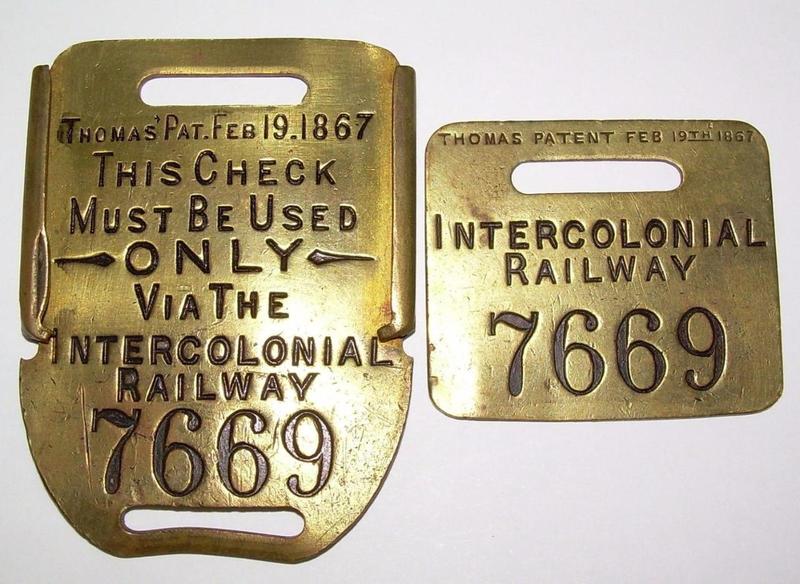 THOMAS' PAT. FEB 19.1867
THIS CHECK
MUST BE USED
ONLY
VIA THE
INTERCOLONIAL
RAILWAY
7669
THOMAS PATENT FEB 19TH 1867
INTERCOLONIAL
RAILWAY
7669